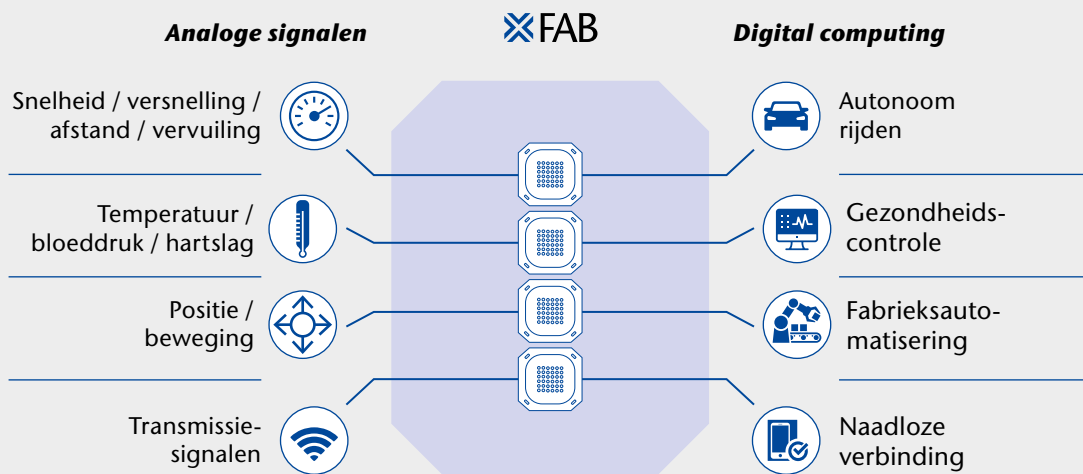 Analoge signalen
XFAB
Digital computing
Snelheid / versnelling /
afstand / vervuiling
Autonoom
rijden
Temperatuur /
bloeddruk / hartslag
Gezondheids-
controle
Positie /
beweging
Fabrieksauto-
matisering
Transmissie-
signalen
Naadloze
verbinding